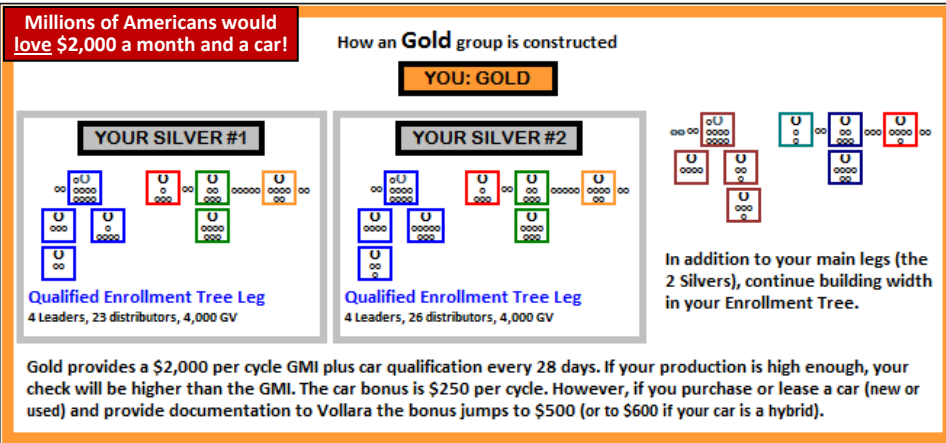 Millions of Americans would
love $2,000 a month and a car!
How an Gold group is constructed
YOU: GOLD
YOUR SILVER #1
YOUR SILVER #2
Qualified Enrollment Tree Leg
4 Leaders, 23 distributors, 4,000 GV
Qualified Enrollment Tree Leg
4 Leaders, 26 distributors, 4,000 GV
In addition to your main legs (the
2 Silvers), continue building width
in your Enrollment Tree.
Gold provides a $2,000 per cycle GMI plus car qualification every 28 days. If your production is high enough, your
check will be higher than the GMI. The car bonus is $250 per cycle. However, if you purchase or lease a car (new or
used) and provide documentation to Vollara the bonus jumps to $500 (or to $600 if your car is a hybrid).